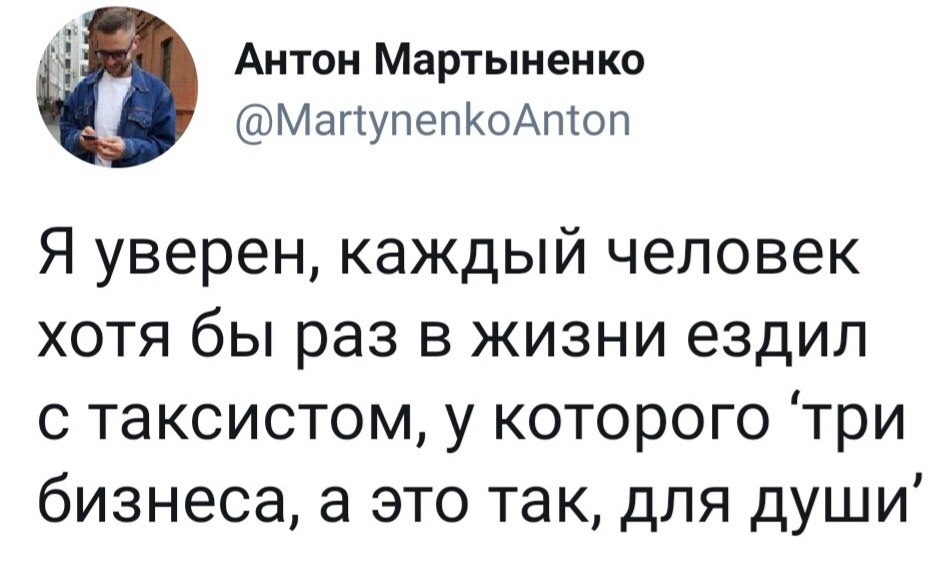 Антон Мартыненко
@MartynenkoAnton
Я уверен, каждый человек
хотя бы раз в жизни ездил
с таксистом, у которого ‘три
бизнеса, а это так, для души’